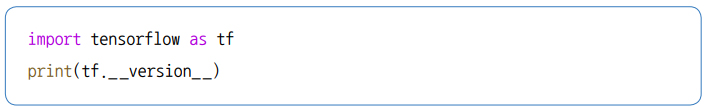 import tensorflow as tf
print(tf.__version__)